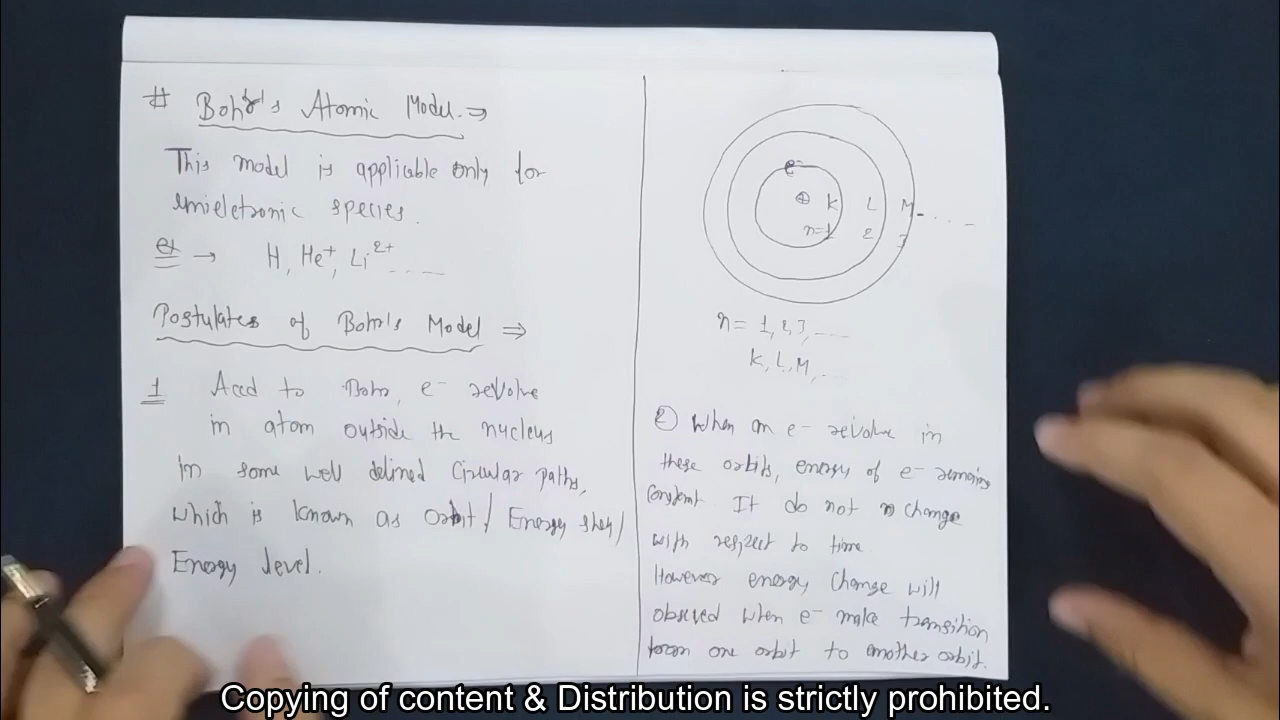 # Bohr's Atomic Model. ⇒
This model is applicable only for
unieletronic species.
ex → H, He⁺, Li²⁺ ....
Postulates of Bohr's Model ⇒
1 Accd to Bohr, e⁻ revolve
in atom outside the nucleus
in some well defined circular paths,
which is known as orbit / Energy shell /
Energy level.
e⁻
+ K L M - ....
n=1 2 3
n = 1, 2, 3, ....
K, L, M, ...
② When an e⁻ revolve in
these orbits, energy of e⁻ remains
constant. It do not change
with respect to time.
However energy change will
observed when e⁻ make transition
from one orbit to another orbit.
Copying of content & Distribution is strictly prohibited.